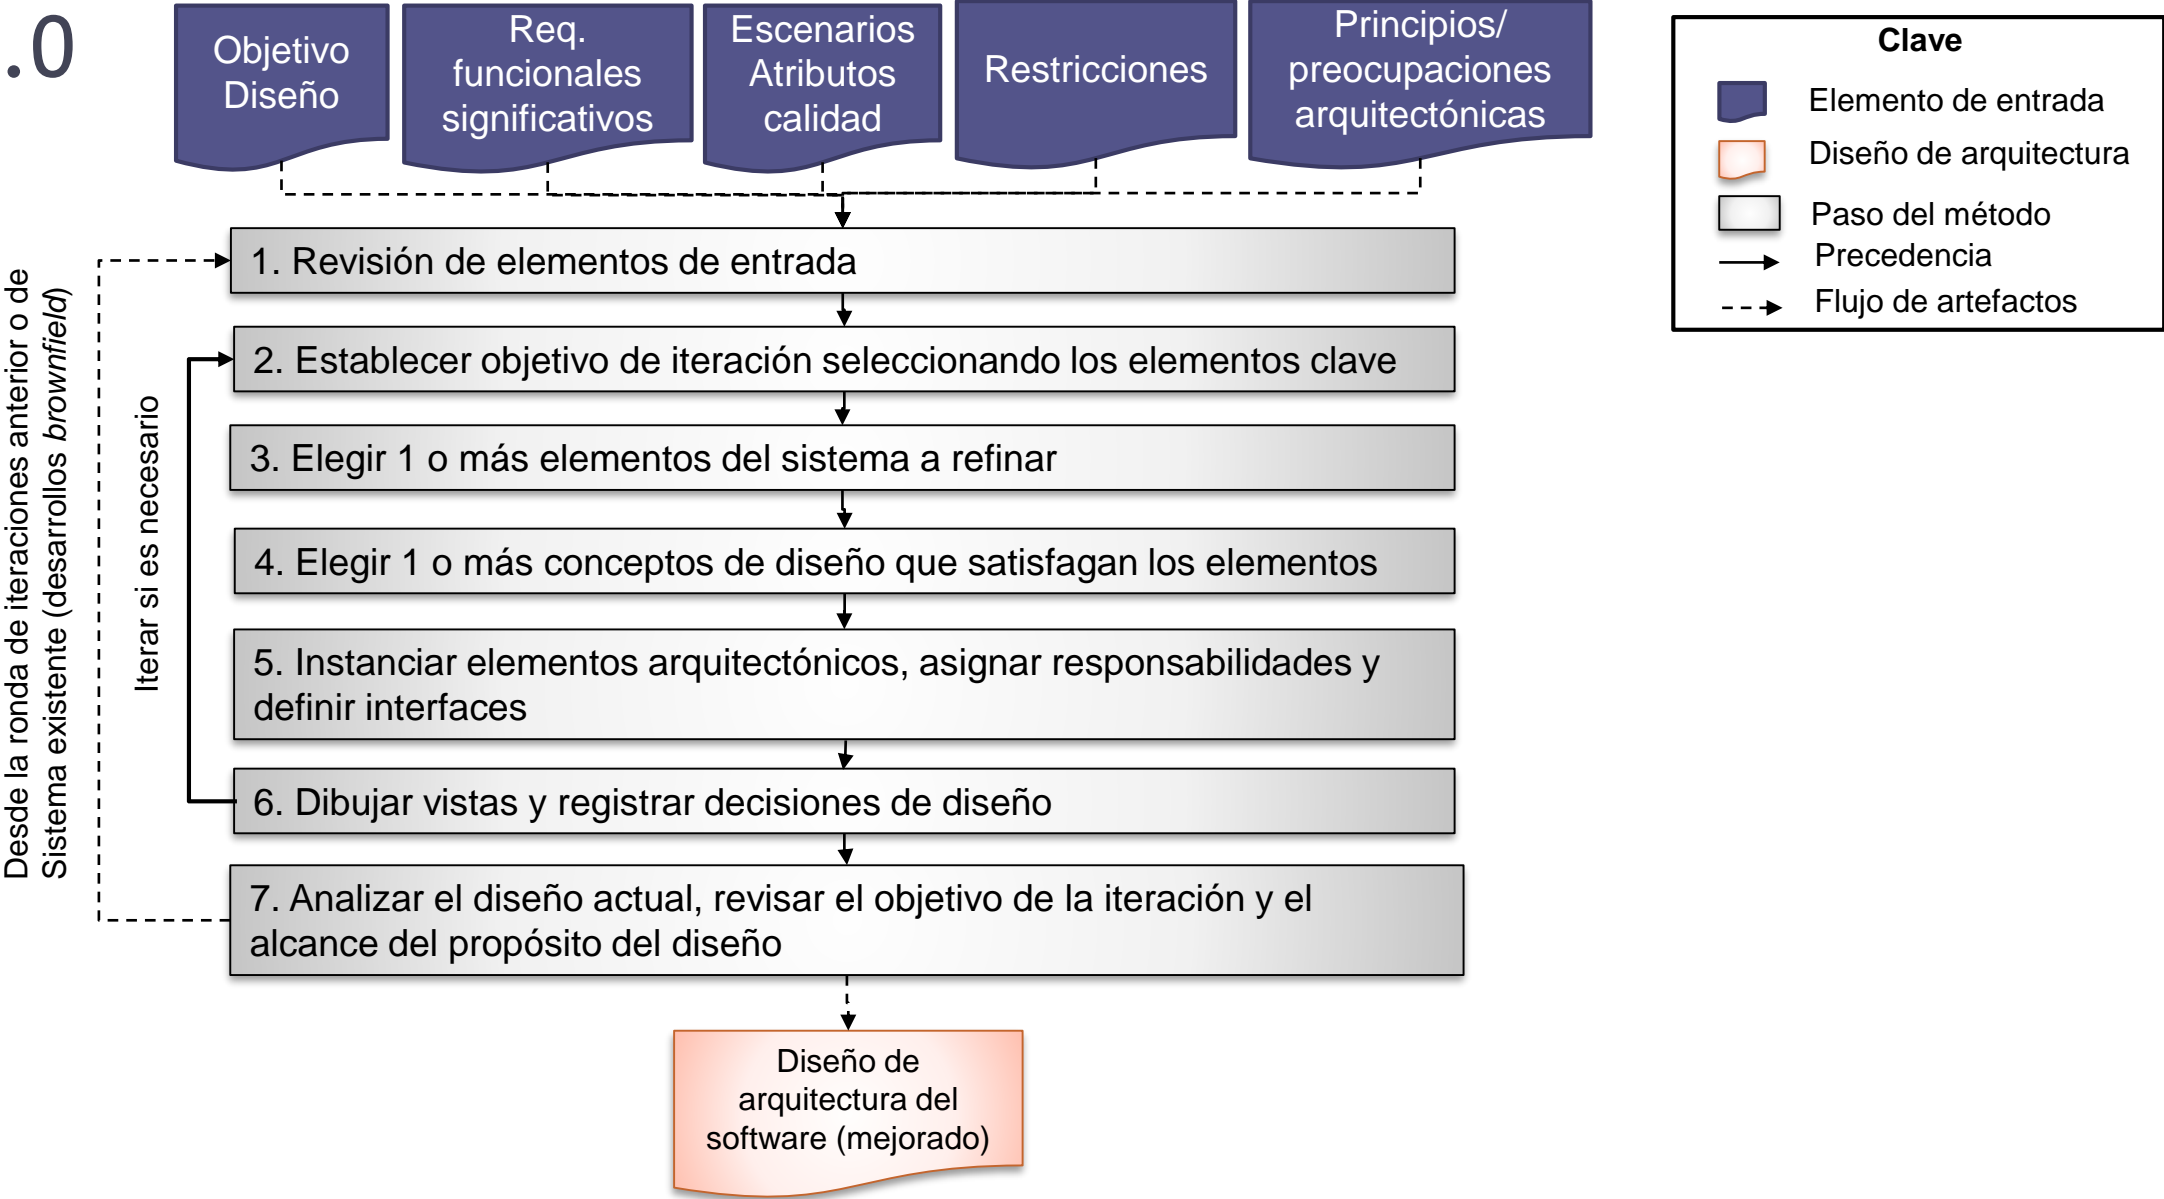 .0
Objetivo
Diseño
Req.
funcionales
significativos
Escenarios
Atributos
calidad
Restricciones
Principios/
preocupaciones
arquitectónicas
Clave
Elemento de entrada
Diseño de arquitectura
Paso del método
Precedencia
Flujo de artefactos
Desde la ronda de iteraciones anterior o de
Sistema existente (desarrollos brownfield)
Iterar si es necesario
1. Revisión de elementos de entrada
2. Establecer objetivo de iteración seleccionando los elementos clave
3. Elegir 1 o más elementos del sistema a refinar
4. Elegir 1 o más conceptos de diseño que satisfagan los elementos
5. Instanciar elementos arquitectónicos, asignar responsabilidades y
definir interfaces
6. Dibujar vistas y registrar decisiones de diseño
7. Analizar el diseño actual, revisar el objetivo de la iteración y el
alcance del propósito del diseño
Diseño de
arquitectura del
software (mejorado)